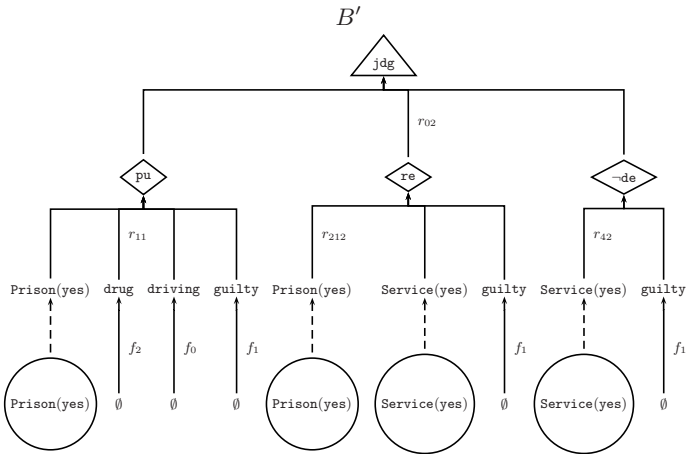 B′
jdg
r02
pu re ¬de
r11 r212 r42
Prison(yes) drug driving guilty Prison(yes) Service(yes) guilty Service(yes) guilty
f2 f0 f1 f1 f1
Prison(yes) ∅ ∅ ∅ Prison(yes) Service(yes) ∅ Service(yes) ∅